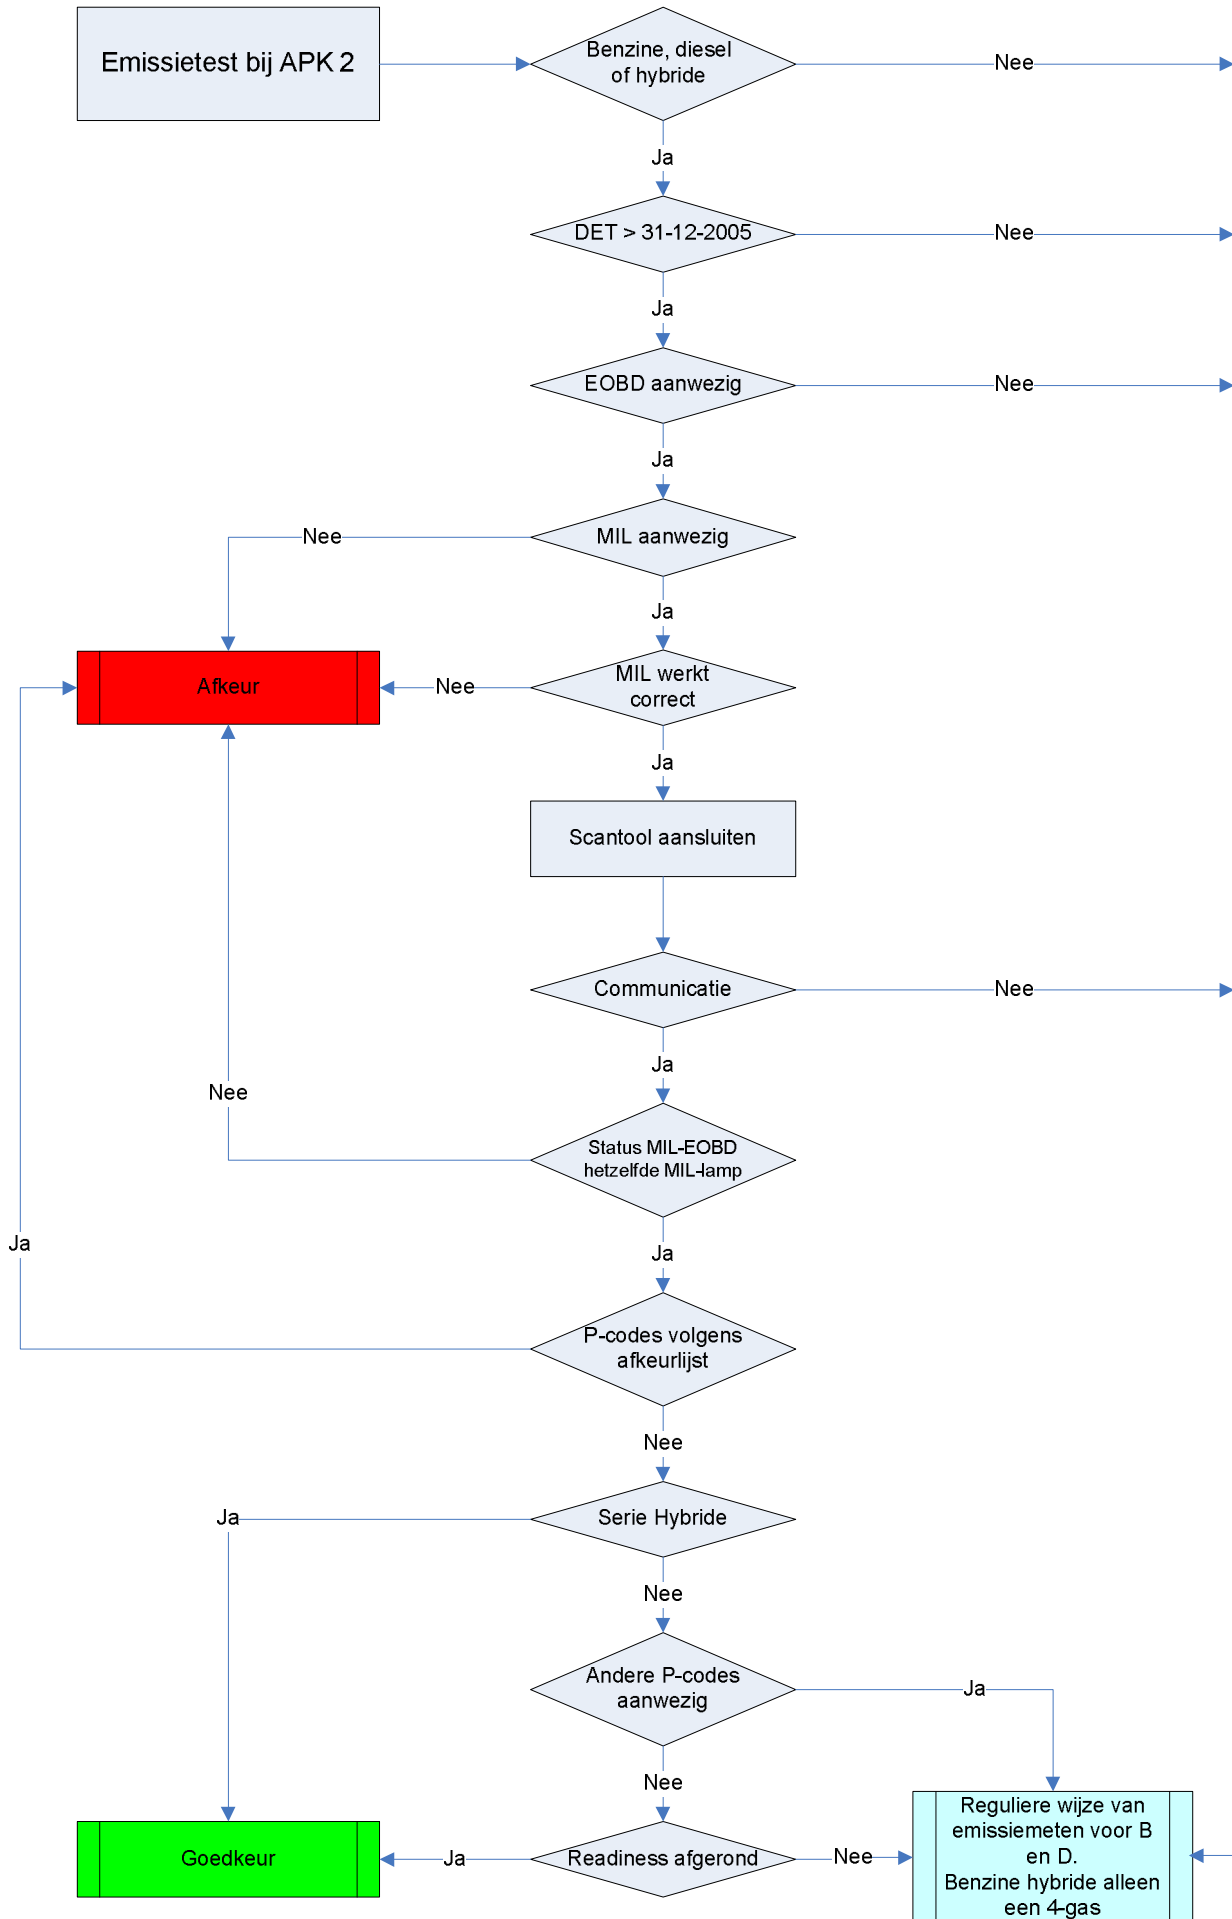 Emissietest bij APK 2
Benzine, diesel
of hybride
Nee
Ja
DET > 31-12-2005
Nee
Ja
EOBD aanwezig
Nee
Ja
MIL aanwezig
Nee
Ja
Afkeur
Nee
MIL werkt
correct
Ja
Scantool aansluiten
Communicatie
Nee
Ja
Nee
Status MIL-EOBD
hetzelfde MIL-lamp
Ja
Ja
P-codes volgens
afkeurlijst
Nee
Ja
Serie Hybride
Nee
Andere P-codes
aanwezig
Ja
Nee
Goedkeur
Ja
Readiness afgerond
Nee
Reguliere wijze van
emissiemeten voor B
en D.
Benzine hybride alleen
een 4-gas